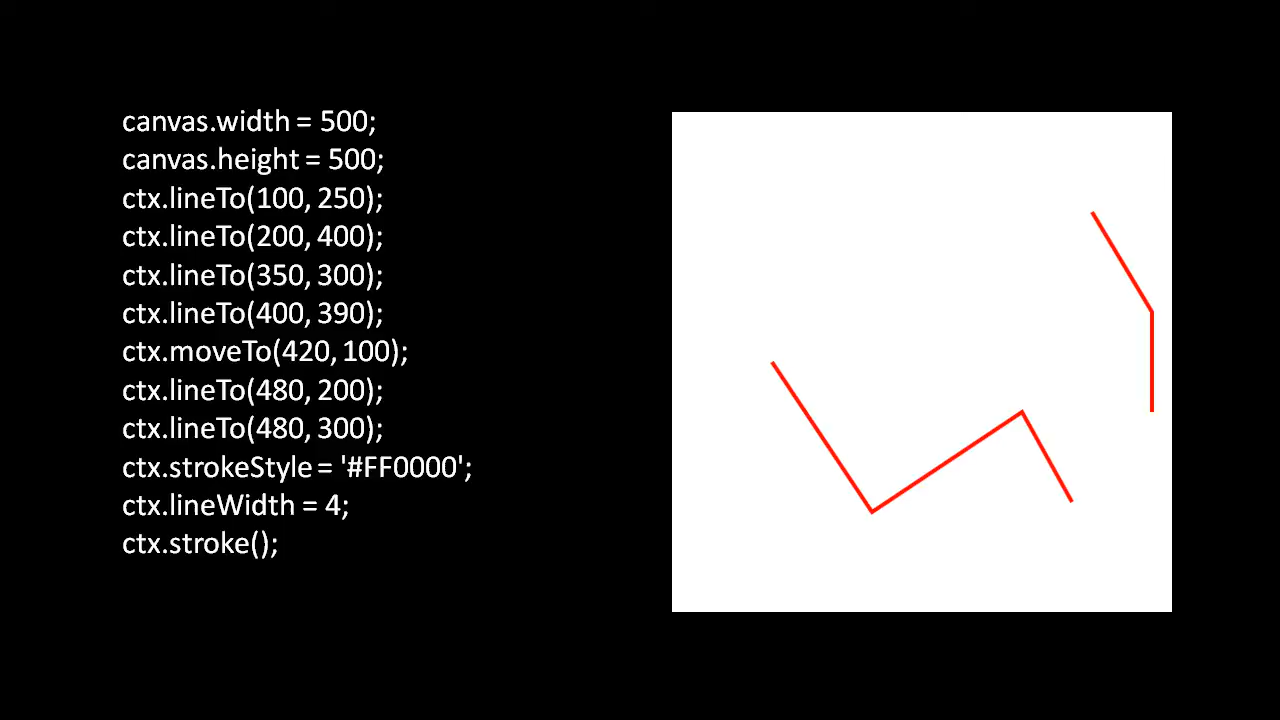 canvas.width = 500;
canvas.height = 500;
ctx.lineTo(100, 250);
ctx.lineTo(200, 400);
ctx.lineTo(350, 300);
ctx.lineTo(400, 390);
ctx.moveTo(420, 100);
ctx.lineTo(480, 200);
ctx.lineTo(480, 300);
ctx.strokeStyle = '#FF0000';
ctx.lineWidth = 4;
ctx.stroke();